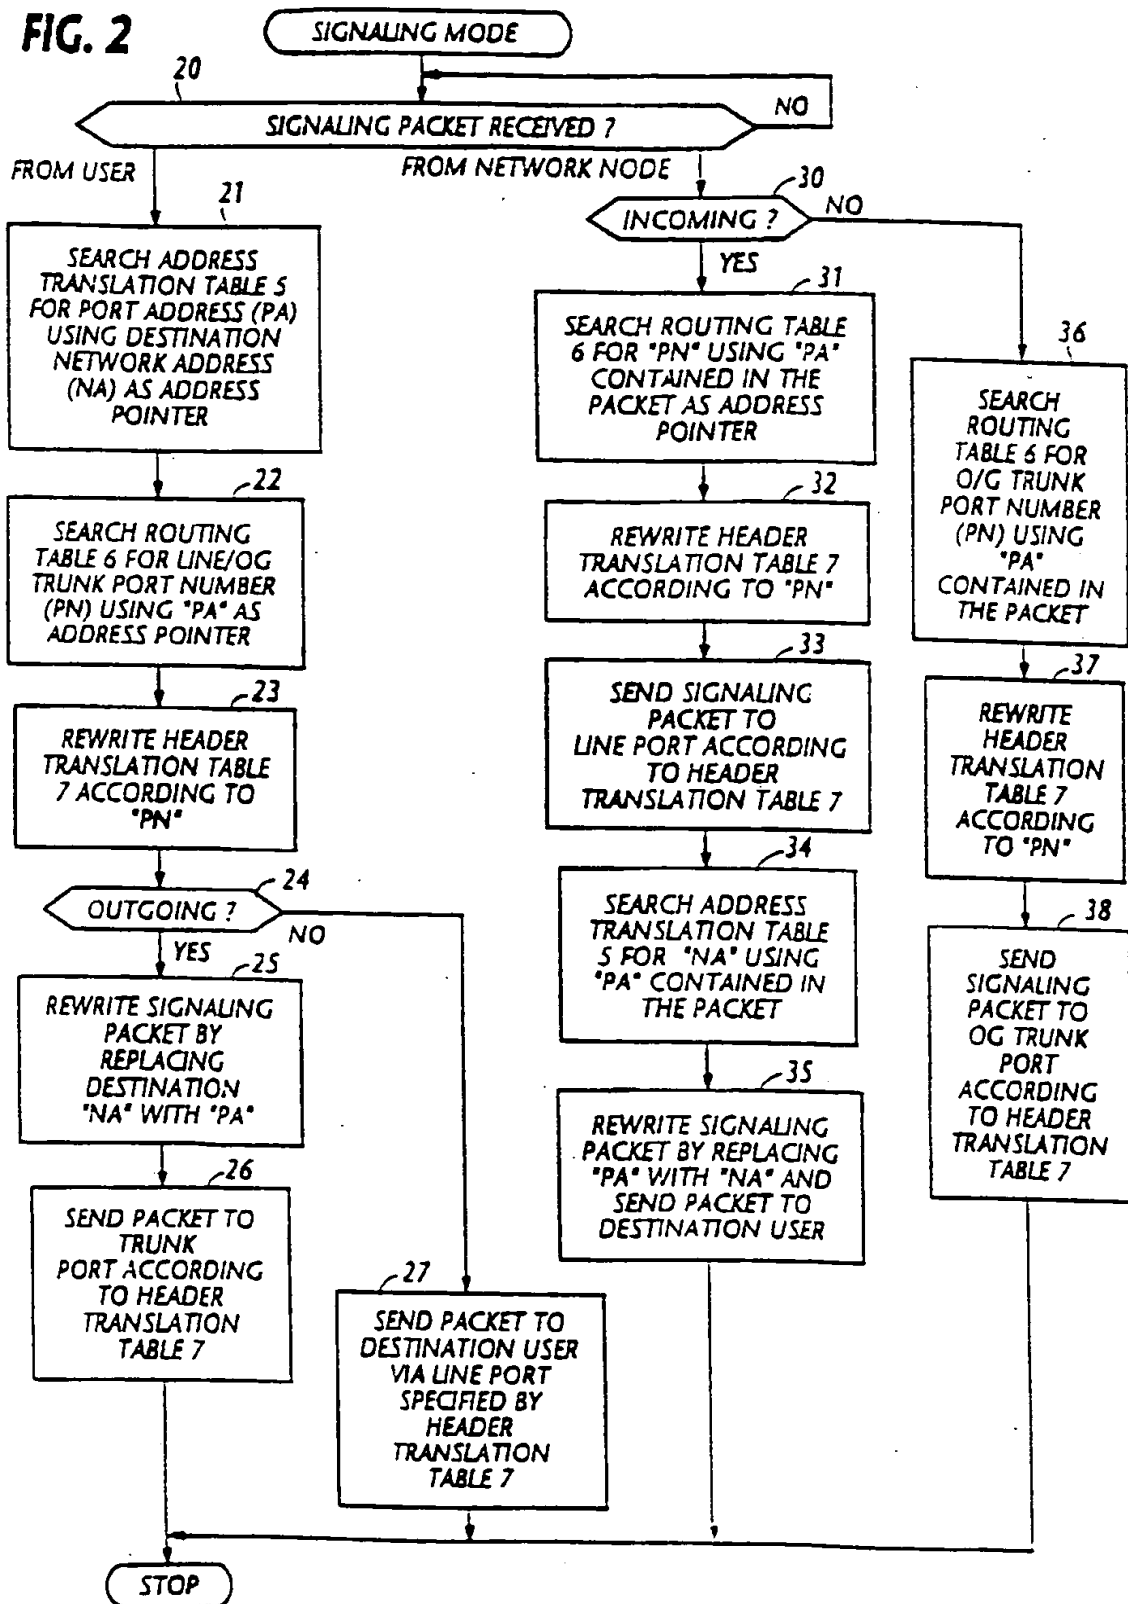 FIG. 2
SIGNALING MODE
20
SIGNALING PACKET RECEIVED ?
NO
FROM USER
FROM NETWORK NODE
21
SEARCH ADDRESS
TRANSLATION TABLE 5
FOR PORT ADDRESS (PA)
USING DESTINATION
NETWORK ADDRESS
(NA) AS ADDRESS
POINTER
22
SEARCH ROUTING
TABLE 6 FOR LINE/OG
TRUNK PORT NUMBER
(PN) USING "PA" AS
ADDRESS POINTER
23
REWRITE HEADER
TRANSLATION TABLE
7 ACCORDING TO
"PN"
24
OUTGOING ?
YES
NO
25
REWRITE SIGNALING
PACKET BY
REPLACING
DESTINATION
"NA" WITH "PA"
26
SEND PACKET TO
TRUNK
PORT ACCORDING
TO HEADER
TRANSLATION
TABLE 7
27
SEND PACKET TO
DESTINATION USER
VIA LINE PORT
SPECIFIED BY
HEADER
TRANSLATION
TABLE 7
30
INCOMING ?
NO
YES
31
SEARCH ROUTING TABLE
6 FOR "PN" USING "PA"
CONTAINED IN THE
PACKET AS ADDRESS
POINTER
32
REWRITE HEADER
TRANSLATION TABLE 7
ACCORDING TO "PN"
33
SEND SIGNALING
PACKET TO
LINE PORT ACCORDING
TO HEADER
TRANSLATION TABLE 7
34
SEARCH ADDRESS
TRANSLATION TABLE
5 FOR "NA" USING
"PA" CONTAINED IN
THE PACKET
35
REWRITE SIGNALING
PACKET BY REPLACING
"PA" WITH "NA" AND
SEND PACKET TO
DESTINATION USER
36
SEARCH
ROUTING
TABLE 6 FOR
O/G TRUNK
PORT NUMBER
(PN) USING
"PA"
CONTAINED IN
THE PACKET
37
REWRITE
HEADER
TRANSLATION
TABLE 7
ACCORDING
TO "PN"
38
SEND
SIGNALING
PACKET TO
OG TRUNK
PORT
ACCORDING
TO HEADER
TRANSLATION
TABLE 7
STOP